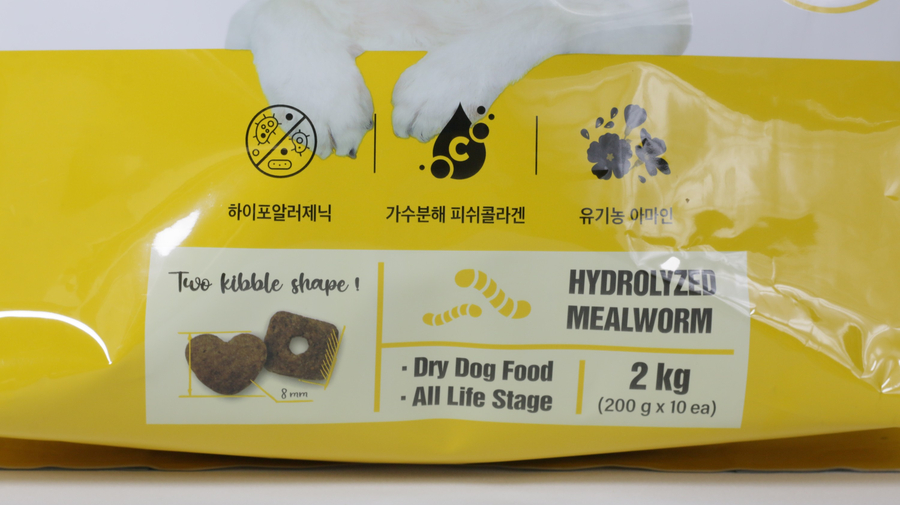 C
하이포알러제닉
가수분해 피쉬콜라겐
유기농 아마인
Two kibble shape !
8 mm
HYDROLYZED
MEALWORM
· Dry Dog Food
· All Life Stage
2 kg
(200 g x 10 ea)